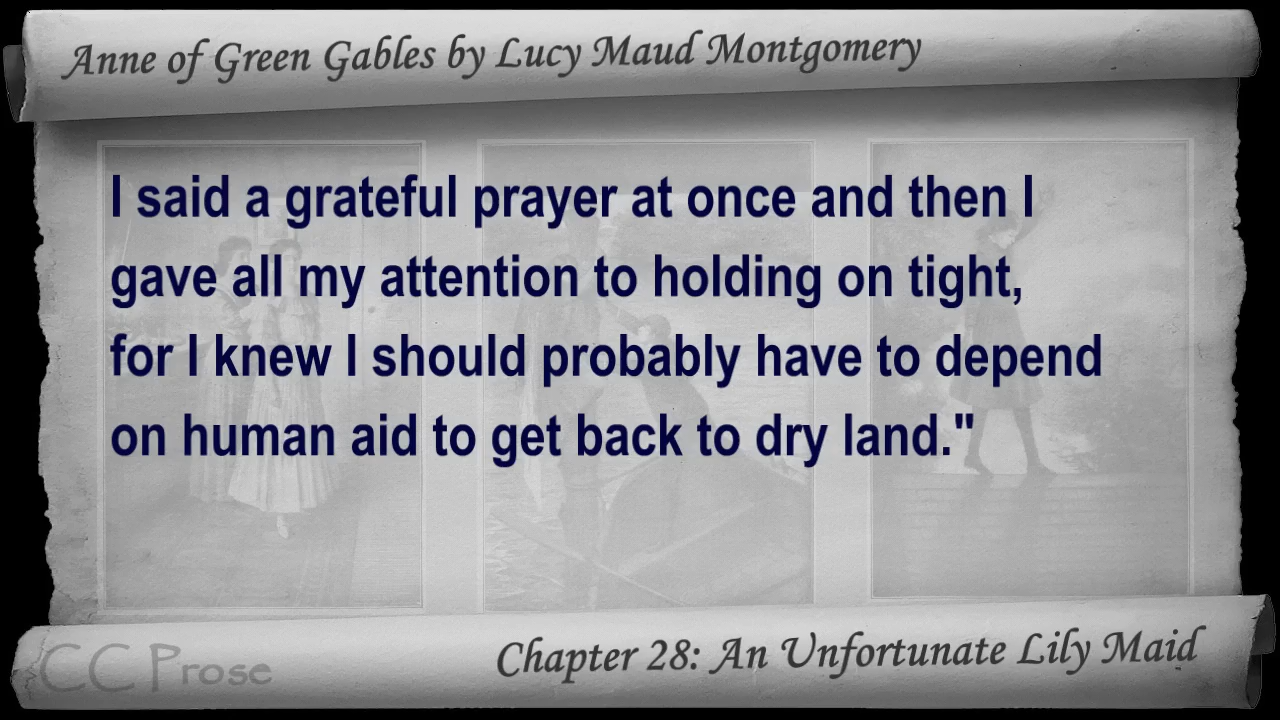 Anne of Green Gables by Lucy Maud Montgomery
I said a grateful prayer at once and then I
gave all my attention to holding on tight,
for I knew I should probably have to depend
on human aid to get back to dry land."
CC Prose
Chapter 28: An Unfortunate Lily Maid